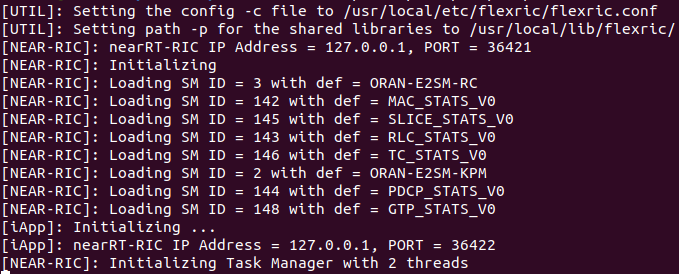 [UTIL]: Setting the config -c file to /usr/local/etc/flexric/flexric.conf
[UTIL]: Setting path -p for the shared libraries to /usr/local/lib/flexric/
[NEAR-RIC]: nearRT-RIC IP Address = 127.0.0.1, PORT = 36421
[NEAR-RIC]: Initializing
[NEAR-RIC]: Loading SM ID = 3 with def = ORAN-E2SM-RC
[NEAR-RIC]: Loading SM ID = 142 with def = MAC_STATS_V0
[NEAR-RIC]: Loading SM ID = 145 with def = SLICE_STATS_V0
[NEAR-RIC]: Loading SM ID = 143 with def = RLC_STATS_V0
[NEAR-RIC]: Loading SM ID = 146 with def = TC_STATS_V0
[NEAR-RIC]: Loading SM ID = 2 with def = ORAN-E2SM-KPM
[NEAR-RIC]: Loading SM ID = 144 with def = PDCP_STATS_V0
[NEAR-RIC]: Loading SM ID = 148 with def = GTP_STATS_V0
[iApp]: Initializing ...
[iApp]: nearRT-RIC IP Address = 127.0.0.1, PORT = 36422
[NEAR-RIC]: Initializing Task Manager with 2 threads